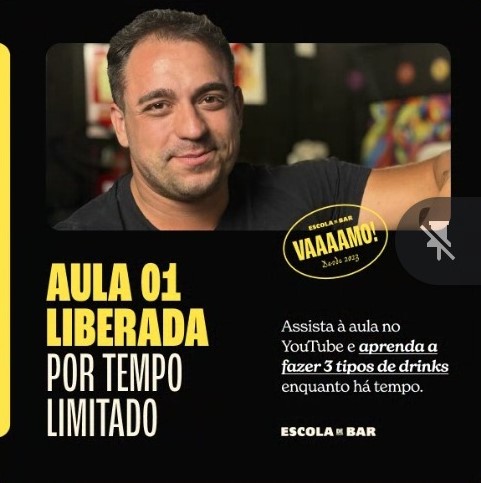 ESCOLA DE BAR
VAAAAMO!
Desde 2023
AULA 01
LIBERADA
POR TEMPO
LIMITADO
Assista à aula no
YouTube e aprenda a
fazer 3 tipos de drinks
enquanto há tempo.
ESCOLA DE BAR